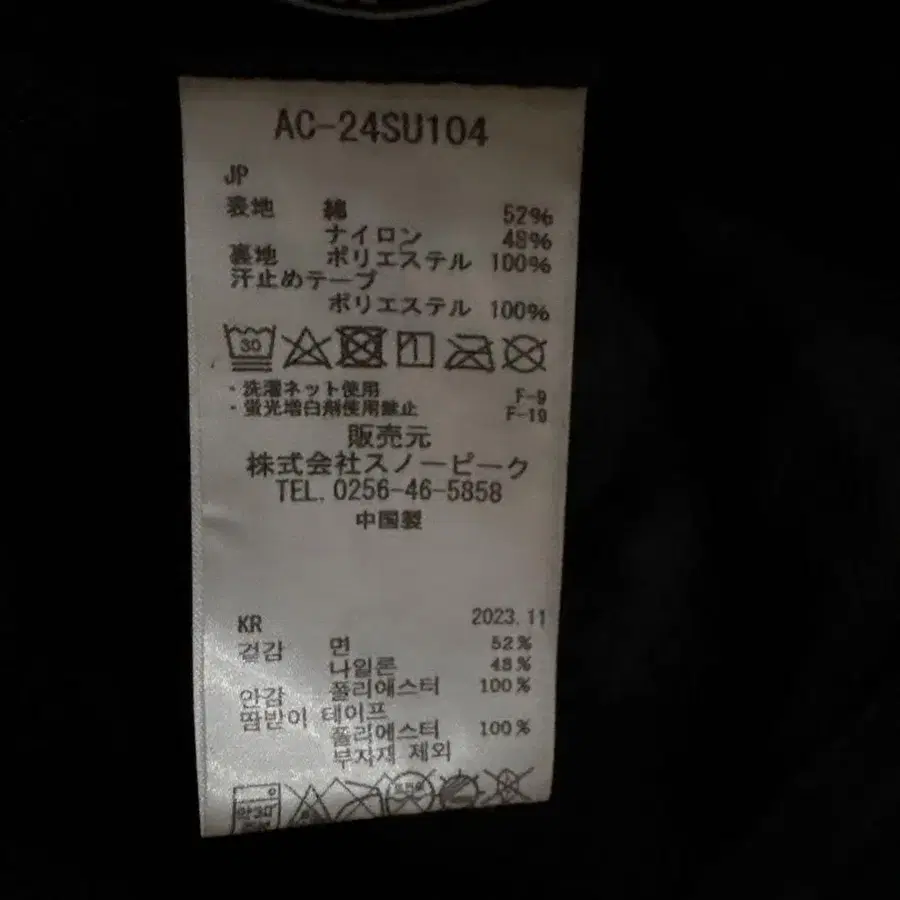 AC-24SU104
JP
表地 綿 52%
ナイロン 48%
裏地 ポリエステル 100%
汗止めテープ
ポリエステル 100%
30
・洗濯ネット使用 F-9
・蛍光増白剤使用禁止 F-19
販売元
株式会社スノーピーク
TEL. 0256-46-5858
中国製
KR 2023.11
겉감 면 52%
나일론 48%
안감 폴리에스터 100%
땀받이 테이프
폴리에스터 100%
부자재 제외